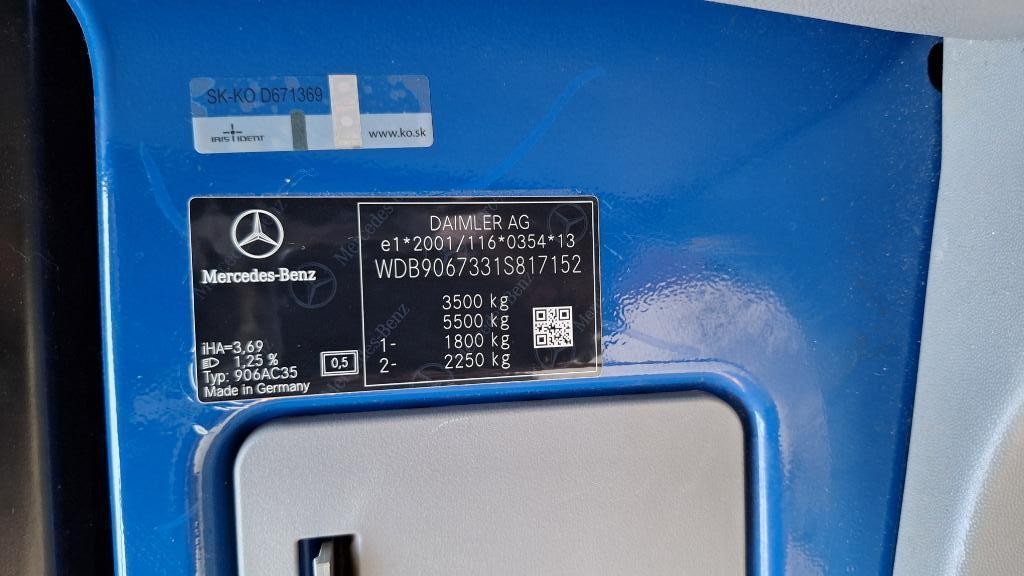 SK-KO D671369
IRIS IDENT
www.ko.sk
Mercedes-Benz
iHA=3,69
1,25 %
Typ: 906AC35
Made in Germany
0,5
DAIMLER AG
e1*2001/116*0354*13
WDB9067331S817152
3500 kg
5500 kg
1- 1800 kg
2- 2250 kg